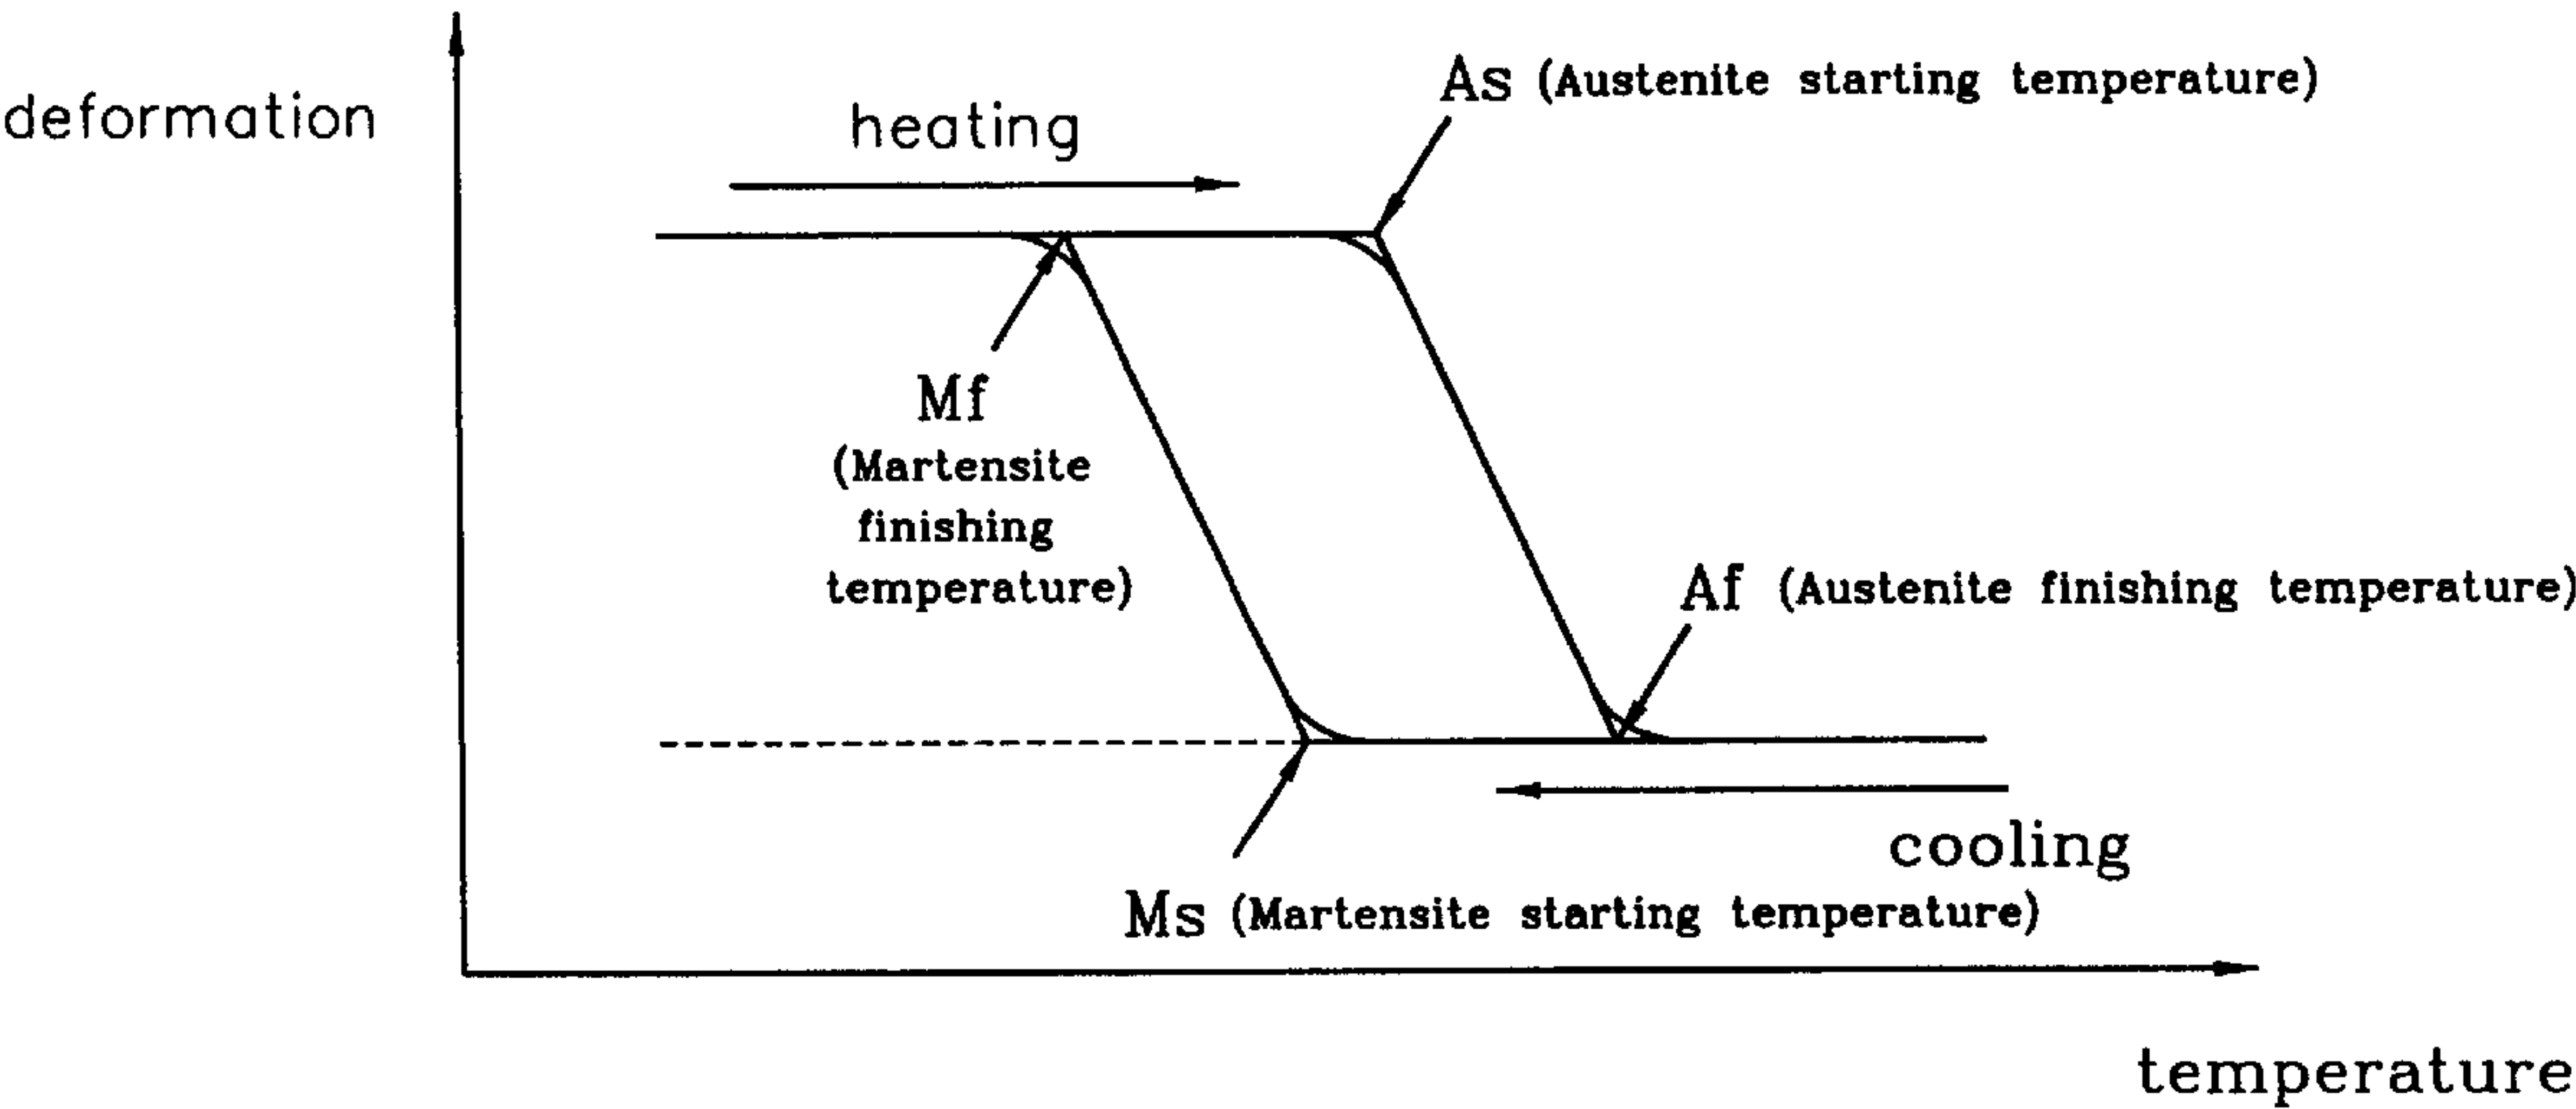 As (Austenite starting temperature)
deformation
heating
Mf
(Martensite
finishing
temperature)
Af (Austenite finishing temperature)
cooling
Ms (Martensite starting temperature)
temperature